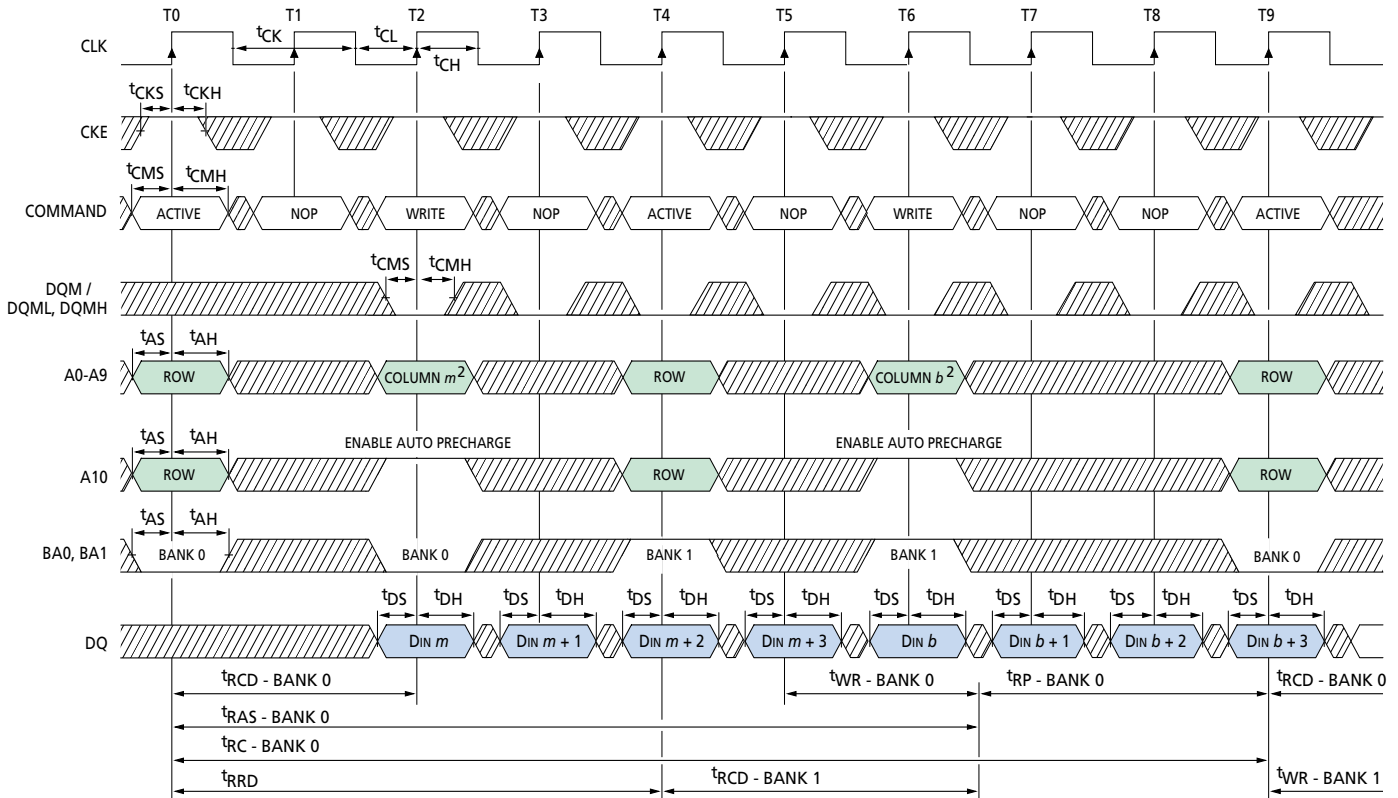 T0 T1 T2 T3 T4 T5 T6 T7 T8 T9
CLK tCK tCL tCH
tCKS tCKH
CKE
tCMS tCMH
COMMAND ACTIVE NOP WRITE NOP ACTIVE NOP WRITE NOP NOP ACTIVE
tCMS tCMH
DQM /
DQML, DQMH
tAS tAH
A0-A9 ROW COLUMN m2 ROW COLUMN b2 ROW
tAS tAH ENABLE AUTO PRECHARGE ENABLE AUTO PRECHARGE
A10 ROW ROW ROW
tAS tAH
BA0, BA1 BANK 0 BANK 0 BANK 1 BANK 1 BANK 0
tDS tDH tDS tDH tDS tDH tDS tDH tDS tDH tDS tDH tDS tDH tDS tDH
DQ DIN m DIN m + 1 DIN m + 2 DIN m + 3 DIN b DIN b + 1 DIN b + 2 DIN b + 3
tRCD - BANK 0 tWR - BANK 0 tRP - BANK 0 tRCD - BANK 0
tRAS - BANK 0
tRC - BANK 0
tRRD tRCD - BANK 1 tWR - BANK 1